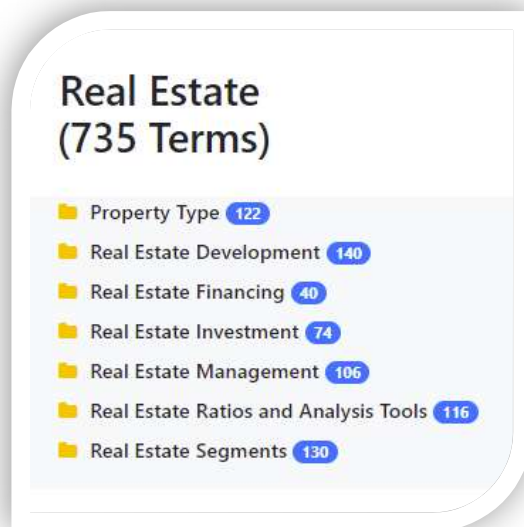 Real Estate
(735 Terms)
Property Type 122
Real Estate Development 140
Real Estate Financing 40
Real Estate Investment 74
Real Estate Management 106
Real Estate Ratios and Analysis Tools 116
Real Estate Segments 130